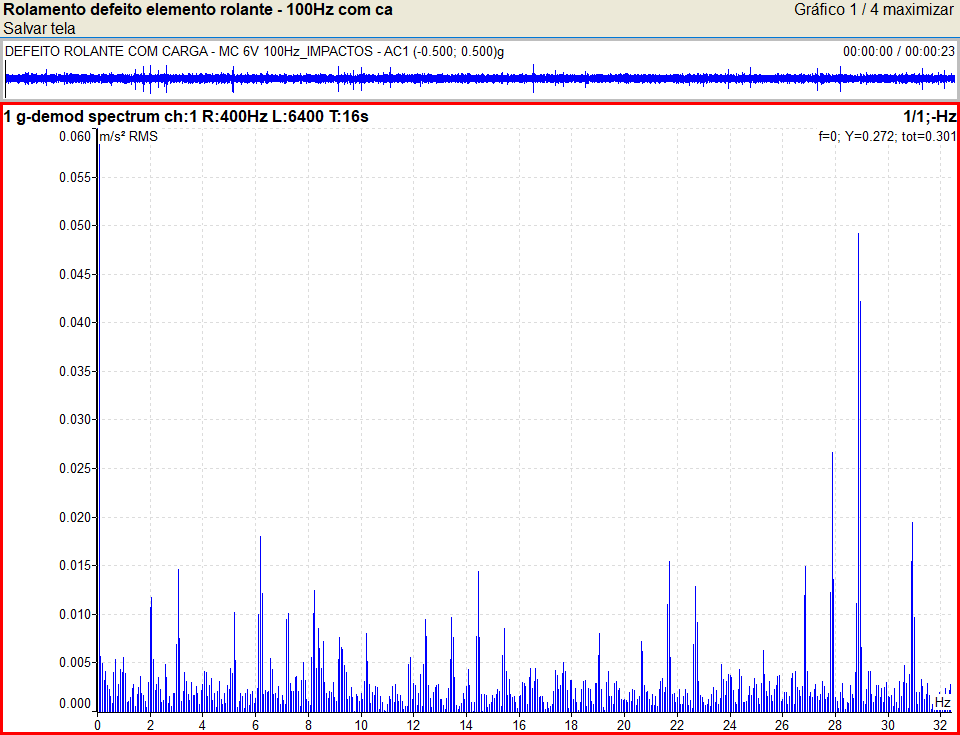 Rolamento defeito elemento rolante - 100Hz com ca
Gráfico 1 / 4 maximizar
Salvar tela
DEFEITO ROLANTE COM CARGA - MC 6V 100Hz_IMPACTOS - AC1 (-0.500; 0.500)g
00:00:00 / 00:00:23
1 g-demod spectrum ch:1 R:400Hz L:6400 T:16s
1/1;-Hz
0.060
m/s² RMS
f=0; Y=0.272; tot=0.301
0.055
0.050
0.045
0.040
0.035
0.030
0.025
0.020
0.015
0.010
0.005
0.000
Hz
0 2 4 6 8 10 12 14 16 18 20 22 24 26 28 30 32